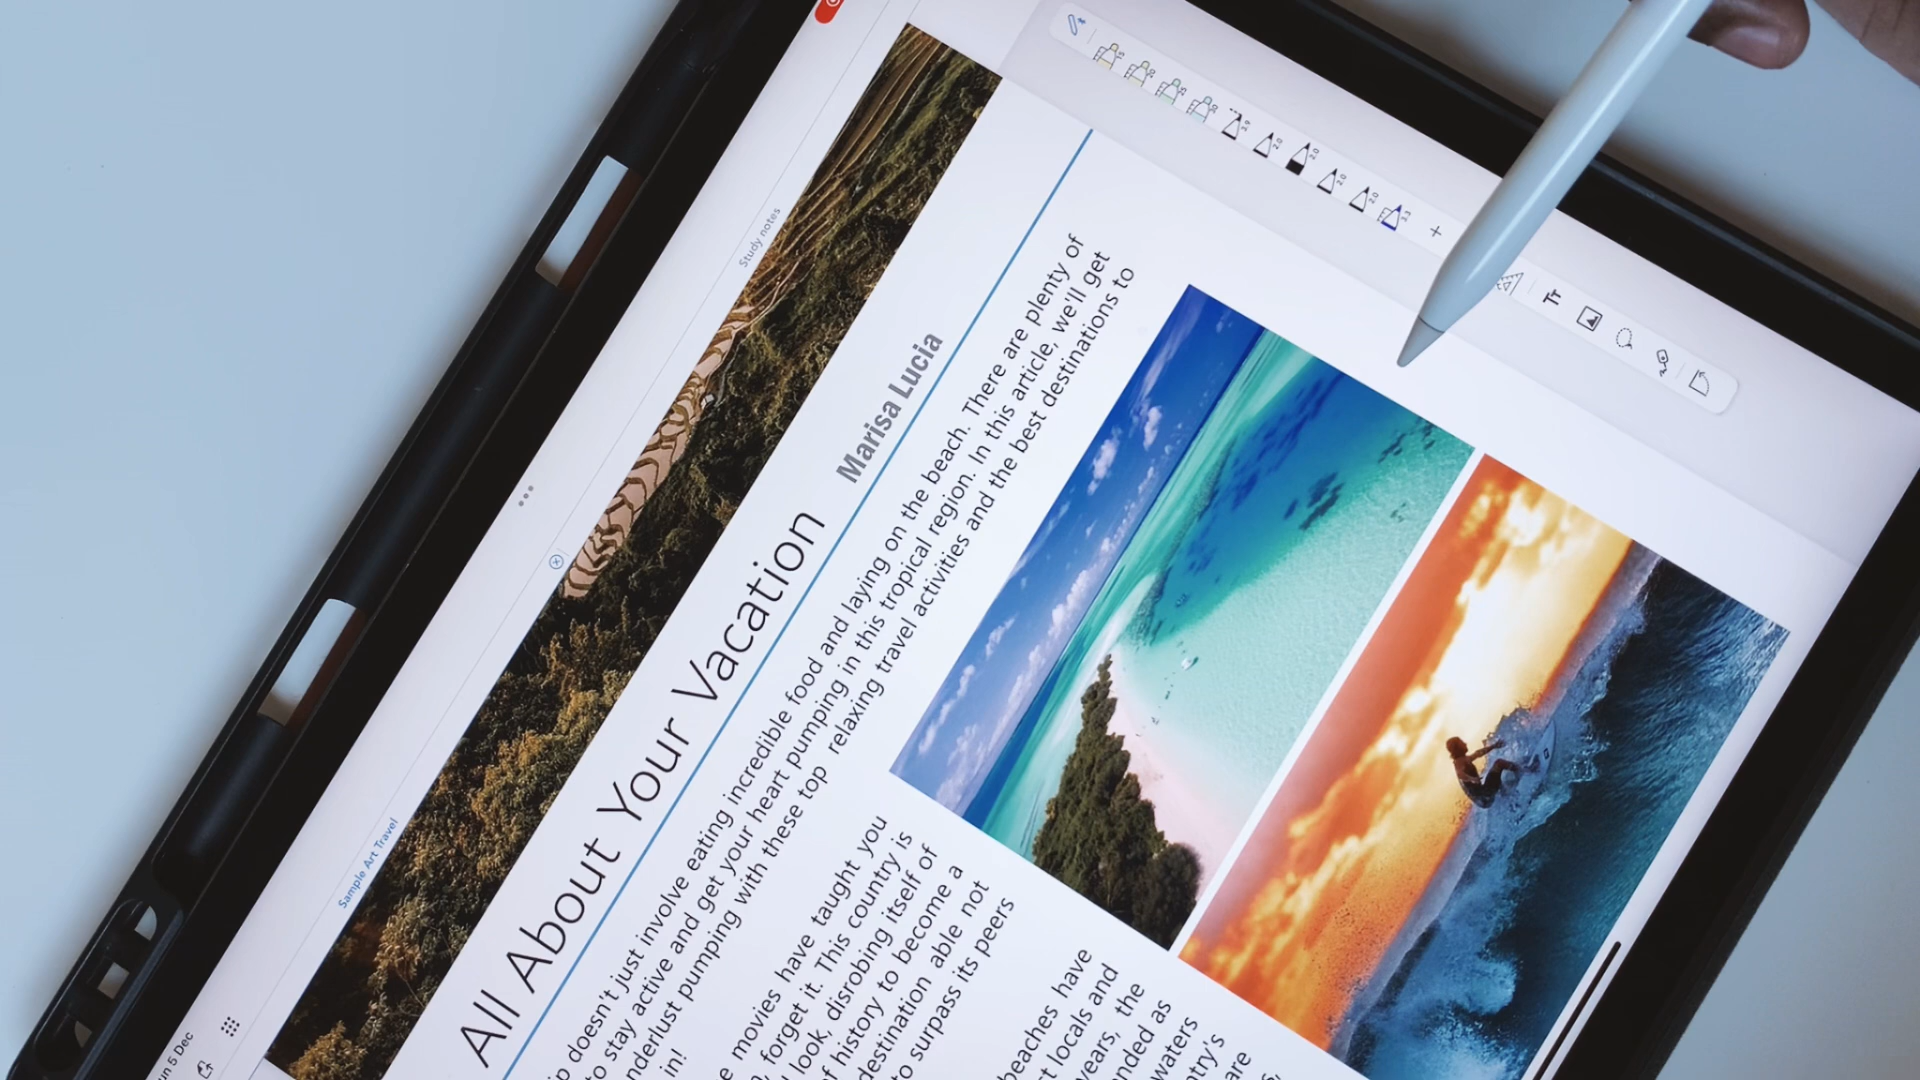 Sun 5 Dec
Sample Art Travel
Study notes
All About Your Vacation
Marisa Lucia
doesn't just involve eating incredible food and laying on the beach. There are plenty of
to stay active and get your heart pumping in this tropical region. In this article, we'll get
pumping with these top relaxing travel activities and the best destinations to
in!
movies have taught you
forget it. This country is
look, disrobing itself of
of history to become a
destination able not
to surpass its peers
beaches have
locals and
years, the
as
waters
are
Tr